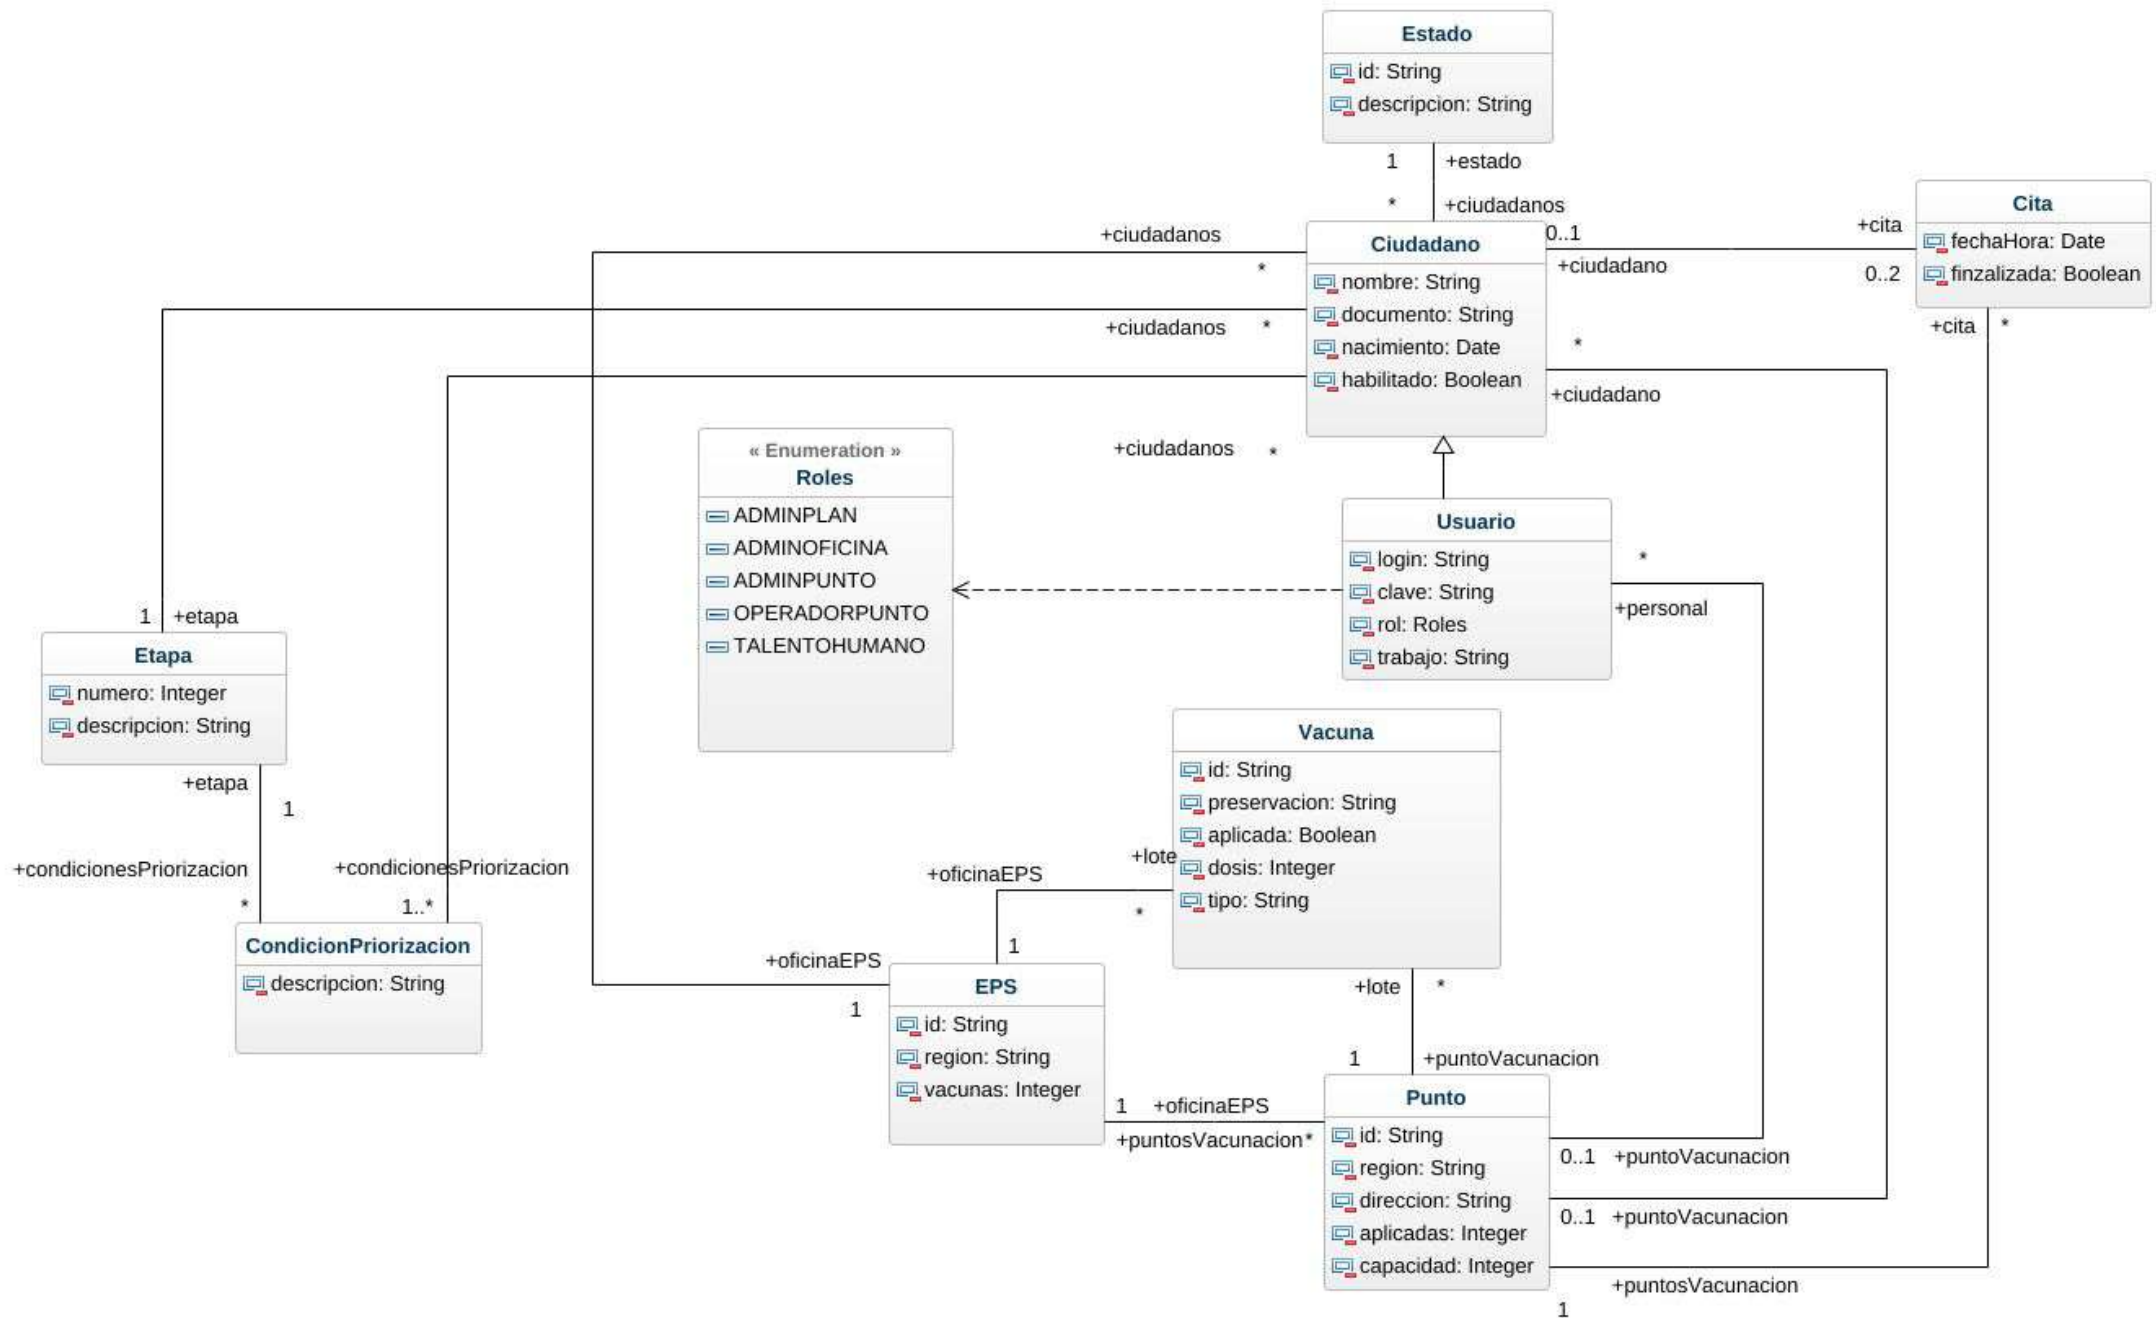 Estado
id: String
descripcion: String
1 +estado
* +ciudadanos
Cita
fechaHora: Date
finzalizada: Boolean
+cita *
Ciudadano
nombre: String
documento: String
nacimiento: Date
habilitado: Boolean
0..1 +cita
+ciudadano 0..2
+ciudadanos
*
+ciudadanos *
*
+ciudadano
+ciudadanos *
« Enumeration »
Roles
ADMINPLAN
ADMINOFICINA
ADMINPUNTO
OPERADORPUNTO
TALENTOHUMANO
Usuario
login: String
clave: String
rol: Roles
trabajo: String
*
+personal
1 +etapa
Etapa
numero: Integer
descripcion: String
+etapa
1
+condicionesPriorizacion
*
+condicionesPriorizacion
1..*
CondicionPriorizacion
descripcion: String
Vacuna
id: String
preservacion: String
aplicada: Boolean
dosis: Integer
tipo: String
+lote
*
+oficinaEPS
1
+oficinaEPS
1
EPS
id: String
region: String
vacunas: Integer
+lote *
1 +puntoVacunacion
1 +oficinaEPS
+puntosVacunacion*
Punto
id: String
region: String
direccion: String
aplicadas: Integer
capacidad: Integer
0..1 +puntoVacunacion
0..1 +puntoVacunacion
+puntosVacunacion
1